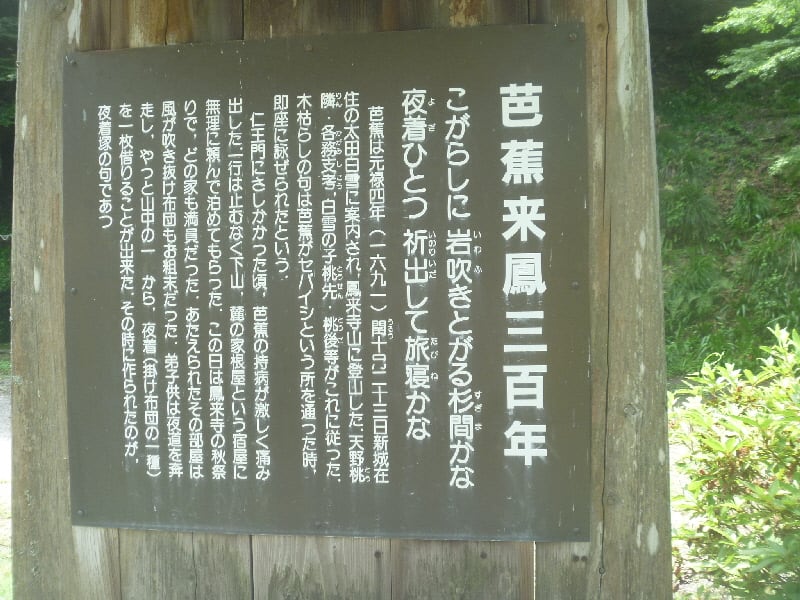 芭蕉来鳳三百年
こがらしに 岩吹きとがる杉間かな
夜着ひとつ 祈出して旅寝かな
芭蕉は元禄四年(一六九一)閏十月二十三日新城在
住の太田白雪に案内され、鳳来寺山に登山した、天野桃
隣・各務支考・白雪の子桃先、桃後等がこれに従った、
木枯らしの句は芭蕉がセバイシという所を通った時、
即座に詠ぜられたという、
仁王門にさしかかった頃、芭蕉の持病が激しく痛み
出した、一行は止むなく下山、麓の家根屋という宿屋に
無理に頼んで泊めてもらった、この日は鳳来寺の秋祭
りで、どの家も満員だった、あたえられたその部屋は
風が吹き抜け布団もお粗末だった、弟子供は夜道を奔
走し、やっと山中の一 から、夜着(掛け布団の一種)
を一枚借りることが出来た、その時に作られたのが、
夜着塚の句であつ